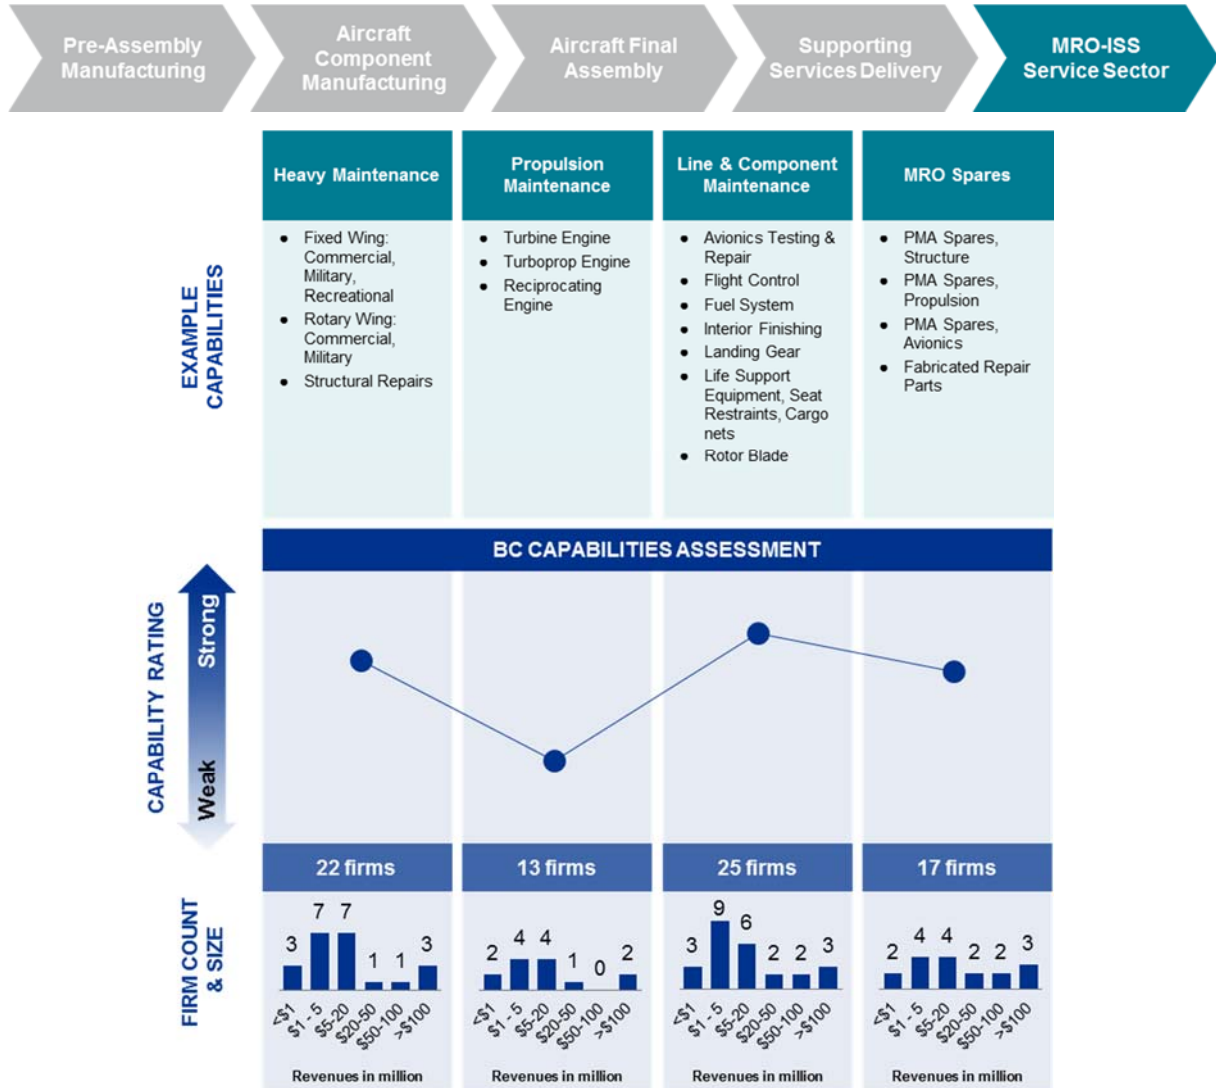 Pre-Assembly
Manufacturing
Aircraft
Component
Manufacturing
Aircraft Final
Assembly
Supporting
Services Delivery
MRO-ISS
Service Sector
Heavy Maintenance
Propulsion
Maintenance
Line & Component
Maintenance
MRO Spares
EXAMPLE
CAPABILITIES
● Fixed Wing:
Commercial,
Military,
Recreational
● Rotary Wing:
Commercial,
Military
● Structural Repairs
● Turbine Engine
● Turboprop Engine
● Reciprocating
Engine
● Avionics Testing &
Repair
● Flight Control
● Fuel System
● Interior Finishing
● Landing Gear
● Life Support
Equipment, Seat
Restraints, Cargo
nets
● Rotor Blade
● PMA Spares,
Structure
● PMA Spares,
Propulsion
● PMA Spares,
Avionics
● Fabricated Repair
Parts
BC CAPABILITIES ASSESSMENT
CAPABILITY RATING
Strong
Weak
22 firms
13 firms
25 firms
17 firms
FIRM COUNT
& SIZE
3 7 7 1 1 3
<$1 $1 - 5 $5-20 $20-50 $50-100 >$100
Revenues in million
2 4 4 1 0 2
<$1 $1 - 5 $5-20 $20-50 $50-100 >$100
Revenues in million
3 9 6 2 2 3
<$1 $1 - 5 $5-20 $20-50 $50-100 >$100
Revenues in million
2 4 4 2 2 3
<$1 $1 - 5 $5-20 $20-50 $50-100 >$100
Revenues in million